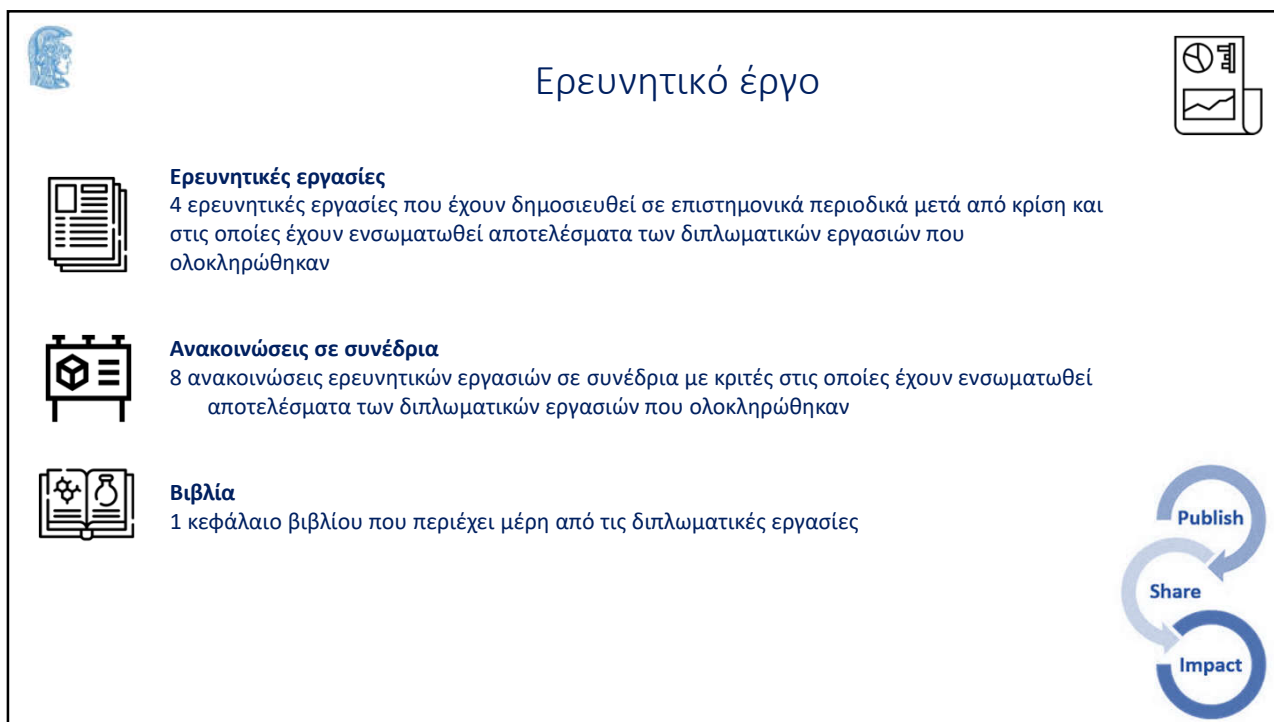 Ερευνητικό έργο
Ερευνητικές εργασίες
4 ερευνητικές εργασίες που έχουν δημοσιευθεί σε επιστημονικά περιοδικά μετά από κρίση και
στις οποίες έχουν ενσωματωθεί αποτελέσματα των διπλωματικών εργασιών που
ολοκληρώθηκαν
Ανακοινώσεις σε συνέδρια
8 ανακοινώσεις ερευνητικών εργασιών σε συνέδρια με κριτές στις οποίες έχουν ενσωματωθεί
αποτελέσματα των διπλωματικών εργασιών που ολοκληρώθηκαν
Βιβλία
1 κεφάλαιο βιβλίου που περιέχει μέρη από τις διπλωματικές εργασίες
Publish
Share
Impact